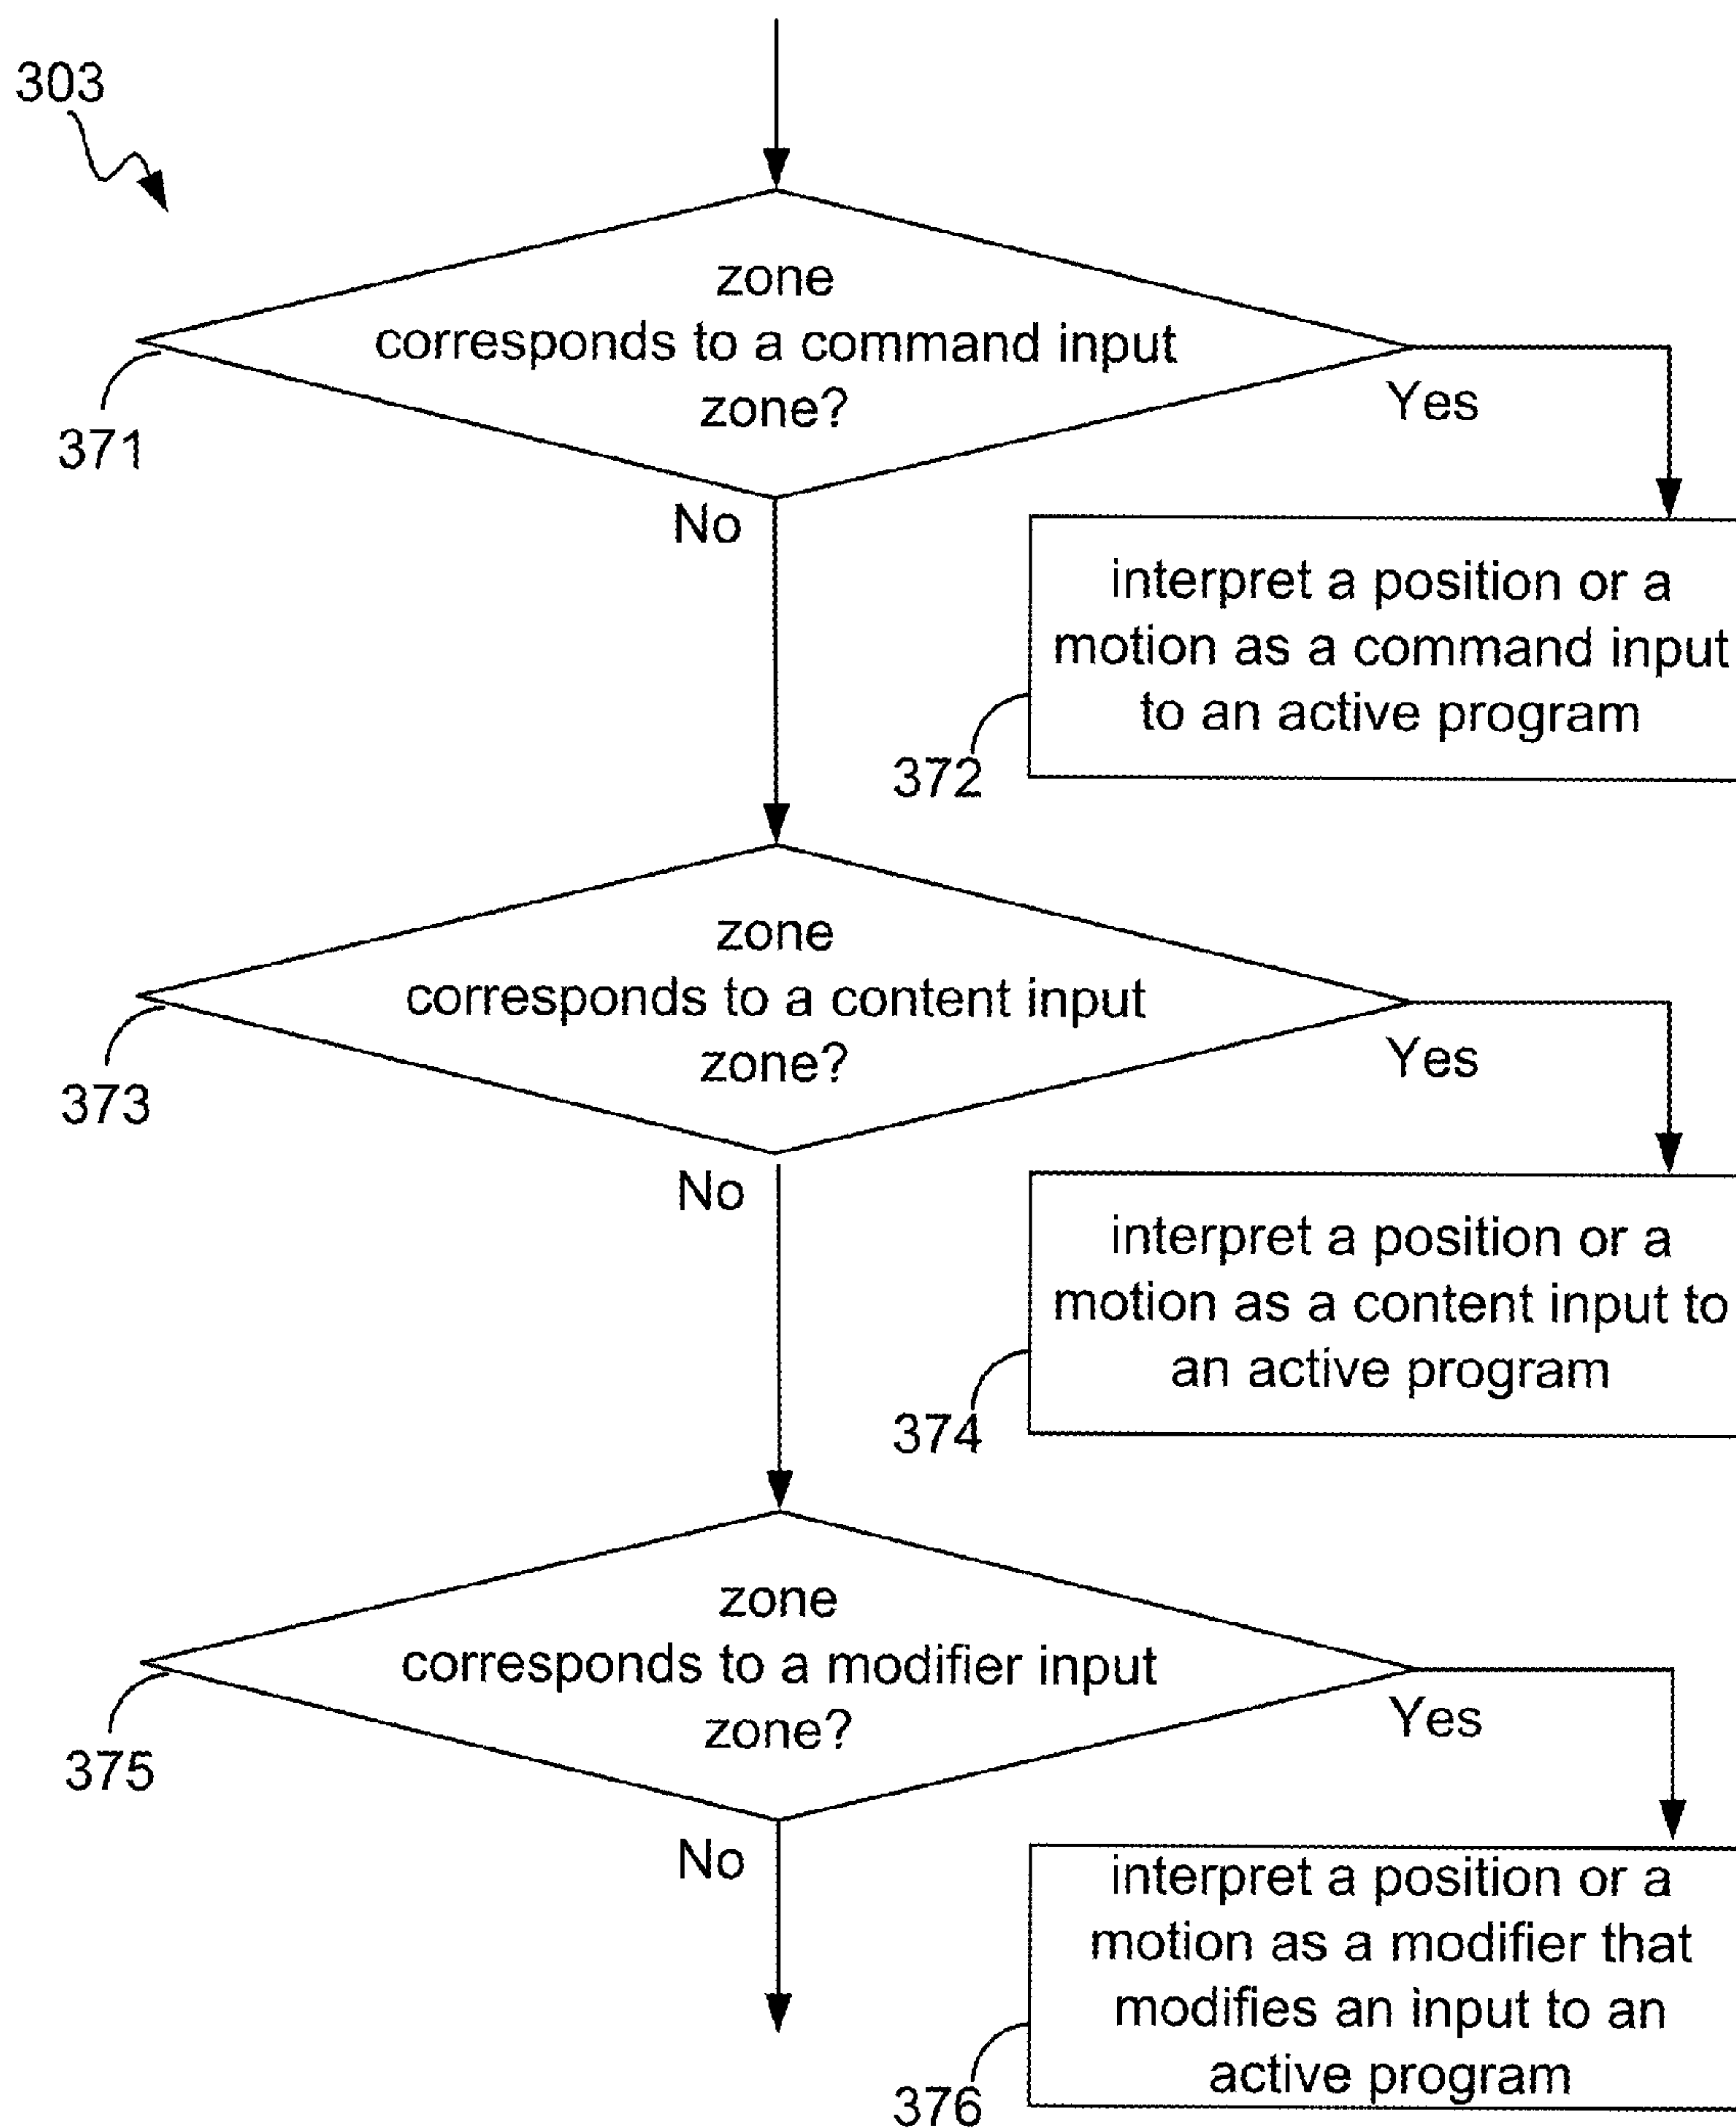 303
zone
corresponds to a command input
zone?
Yes
371
No
interpret a position or a
motion as a command input
to an active program
372
zone
corresponds to a content input
zone?
Yes
373
No
interpret a position or a
motion as a content input to
an active program
374
zone
corresponds to a modifier input
zone?
Yes
375
No
interpret a position or a
motion as a modifier that
modifies an input to an
active program
376